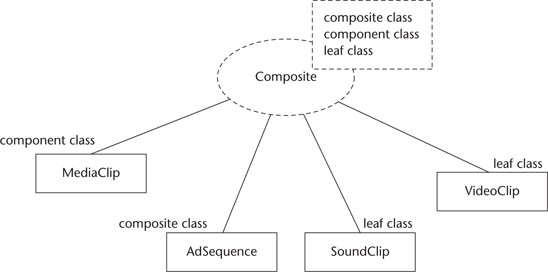 composite class
component class
leaf class
Composite
component class
MediaClip
leaf class
VideoClip
composite class
AdSequence
leaf class
SoundClip